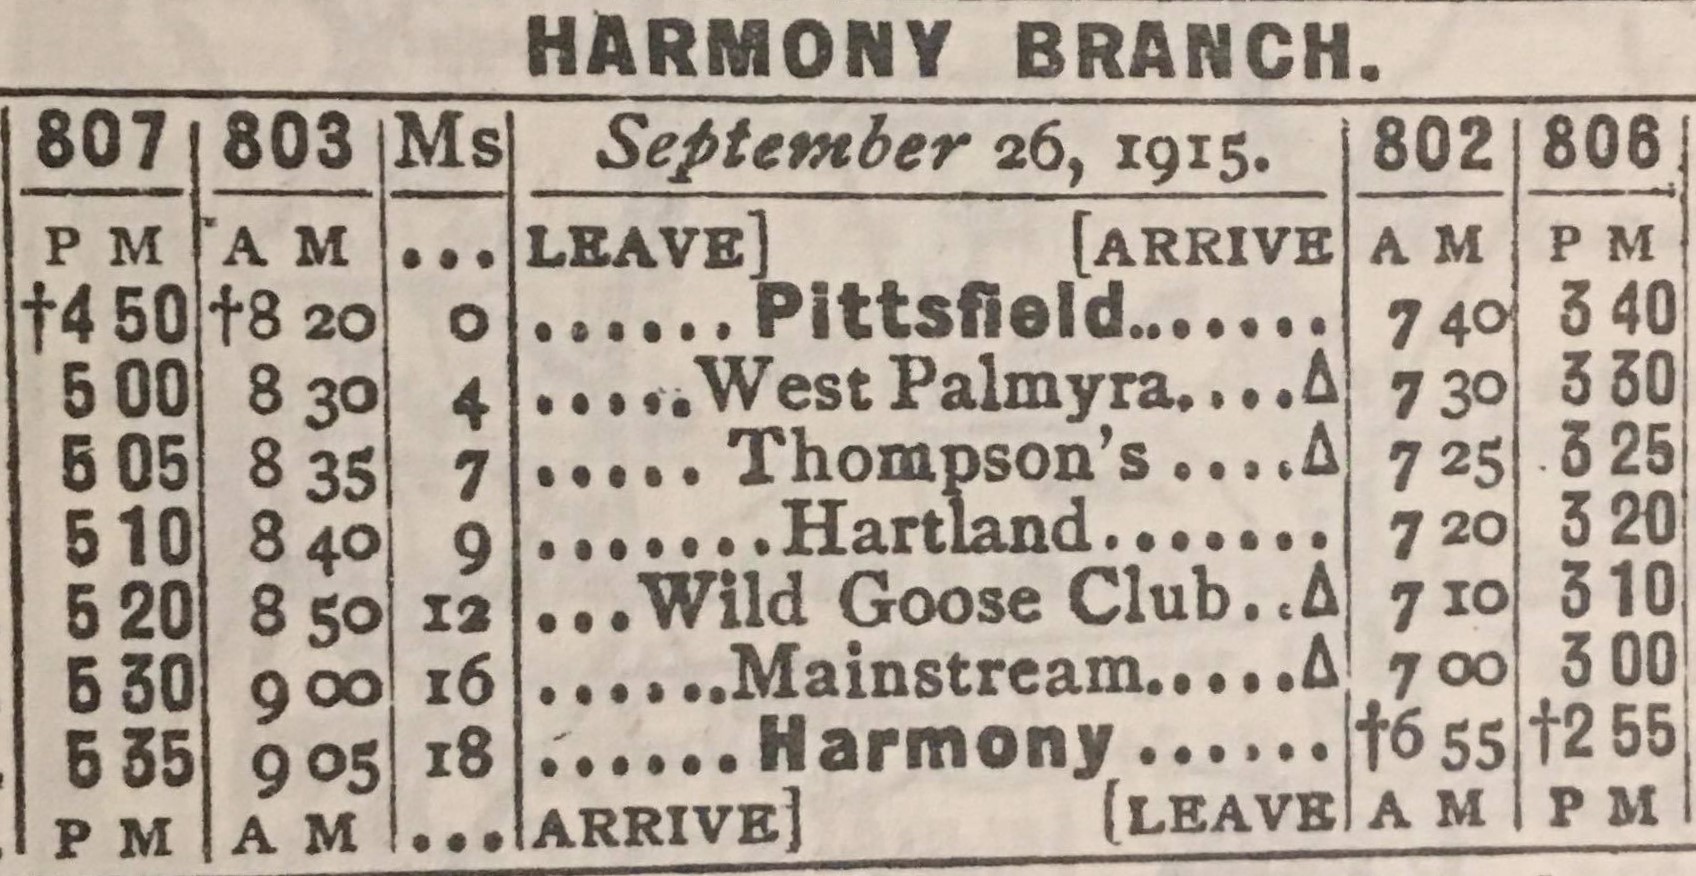 HARMONY BRANCH.
807 803 Ms September 26, 1915. 802 806
P M A M ... LEAVE] [ARRIVE A M P M
†4 50 †8 20 0 ...... Pittsfield....... 7 40 3 40
5 00 8 30 4 .....West Palmyra....Δ 7 30 3 30
5 05 8 35 7 ..... Thompson's ....Δ 7 25 3 25
5 10 8 40 9 .......Hartland....... 7 20 3 20
5 20 8 50 12 ...Wild Goose Club..Δ 7 10 3 10
5 30 9 00 16 ......Mainstream.....Δ 7 00 3 00
5 35 9 05 18 ......Harmony ...... †6 55 †2 55
P M A M ... ARRIVE] [LEAVE A M P M